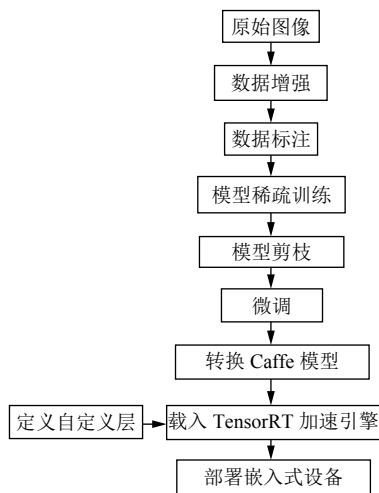 原始图像
数据增强
数据标注
模型稀疏训练
模型剪枝
微调
转换 Caffe 模型
定义自定义层
载入 TensorRT 加速引擎
部署嵌入式设备